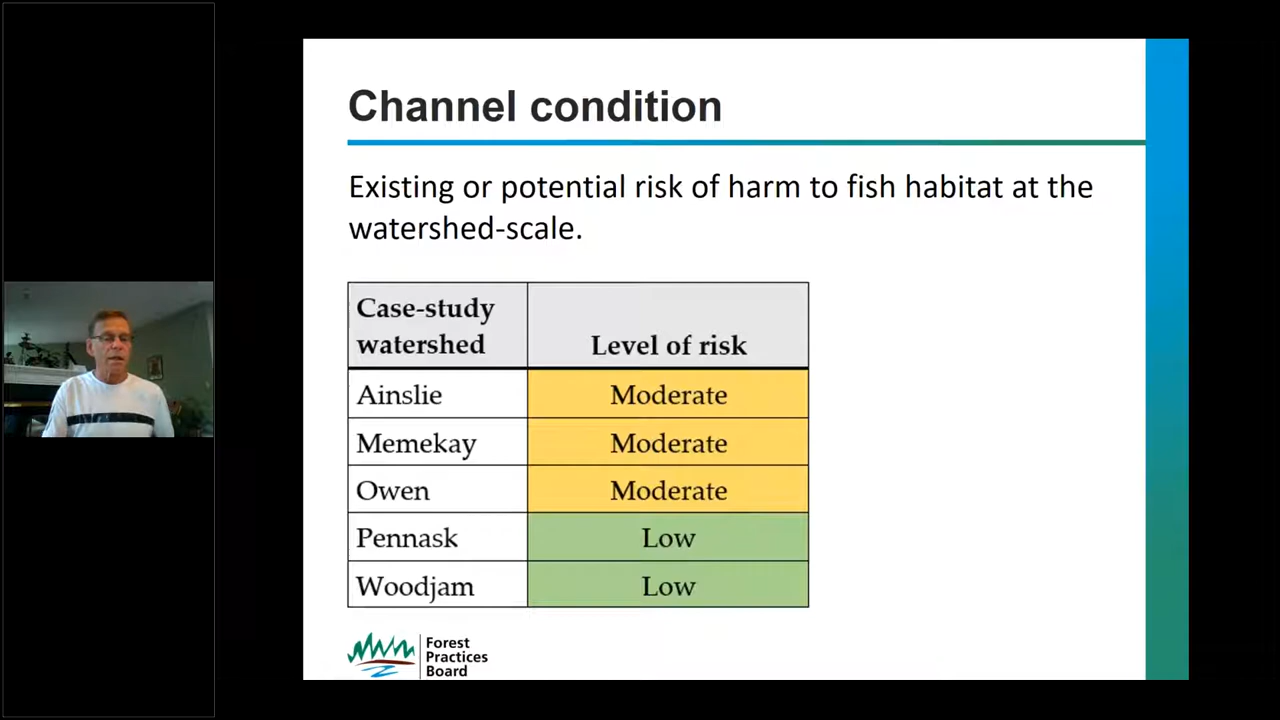 Channel condition
Existing or potential risk of harm to fish habitat at the
watershed-scale.
Case-study
watershed
Level of risk
Ainslie
Moderate
Memekay
Moderate
Owen
Moderate
Pennask
Low
Woodjam
Low
Forest
Practices
Board